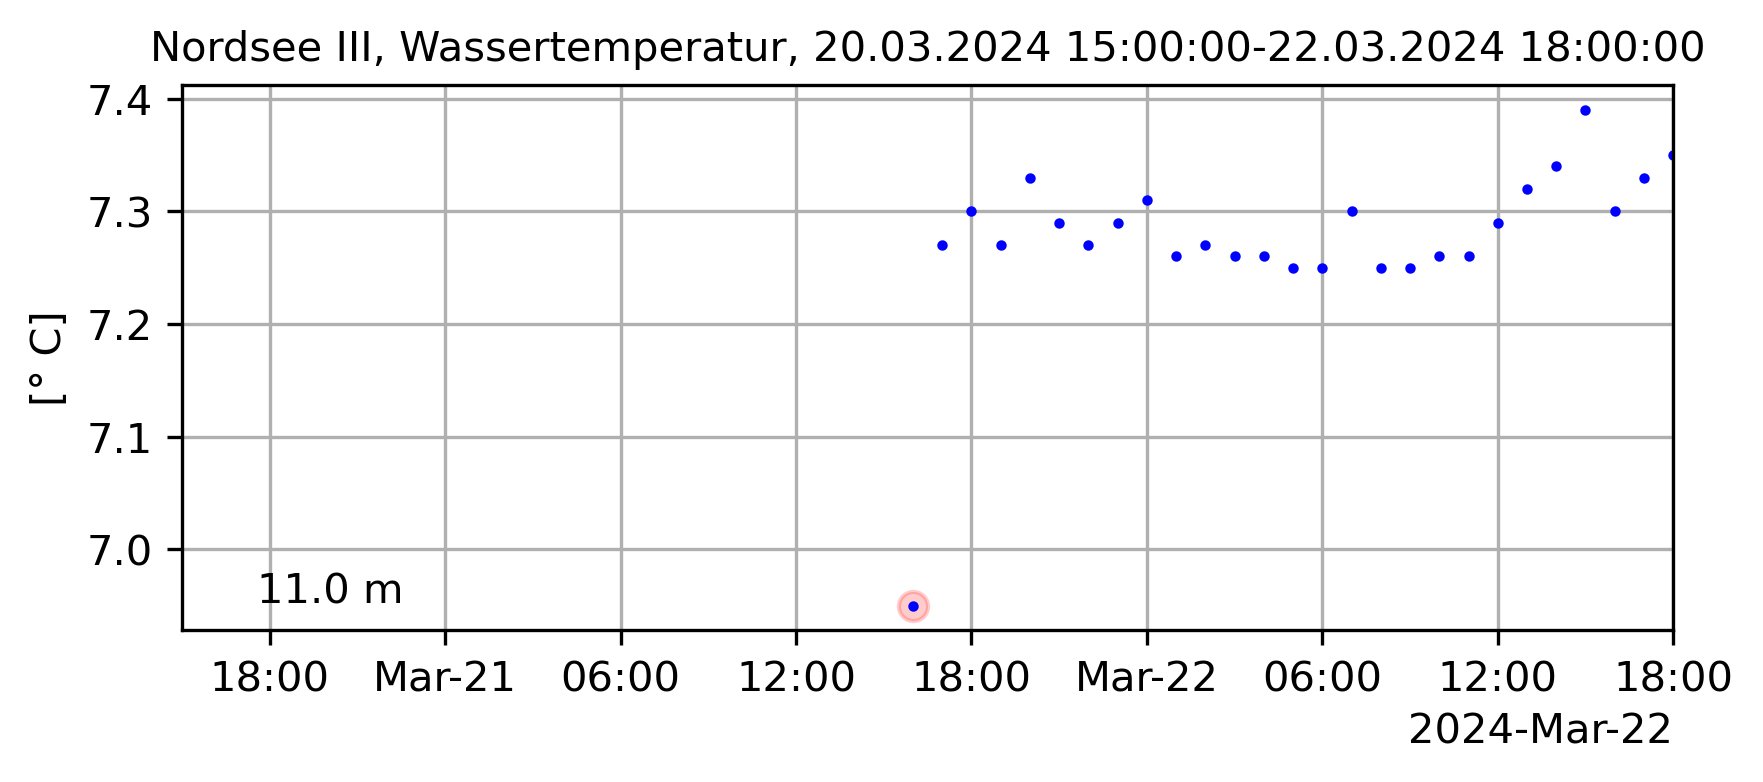 Nordsee III, Wassertemperatur, 20.03.2024 15:00:00-22.03.2024 18:00:00
7.4
7.3
7.2
7.1
7.0
[° C]
11.0 m
18:00 Mar-21 06:00 12:00 18:00 Mar-22 06:00 12:00 18:00
2024-Mar-22